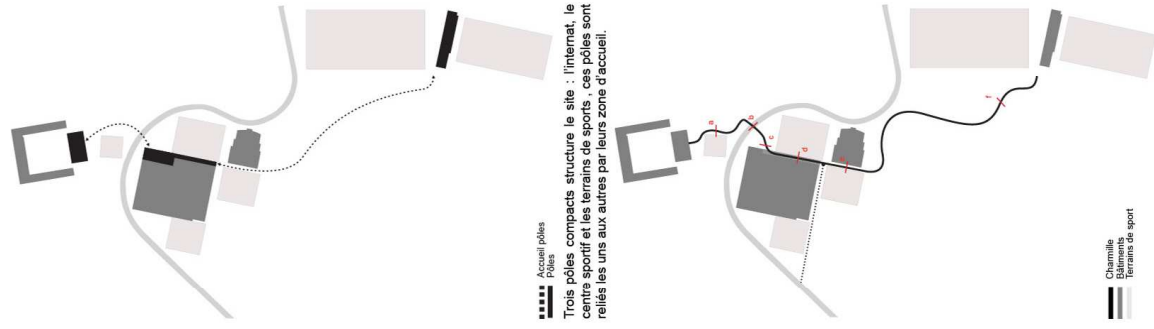 Accueil pôles
Pôles
Trois pôles compacts structure le site : l'internat, le
centre sportif et les terrains de sports , ces pôles sont
reliés les uns aux autres par leurs zone d'accueil.
a
b
c
d
f
Charmille
Bâtiments
Terrains de sport